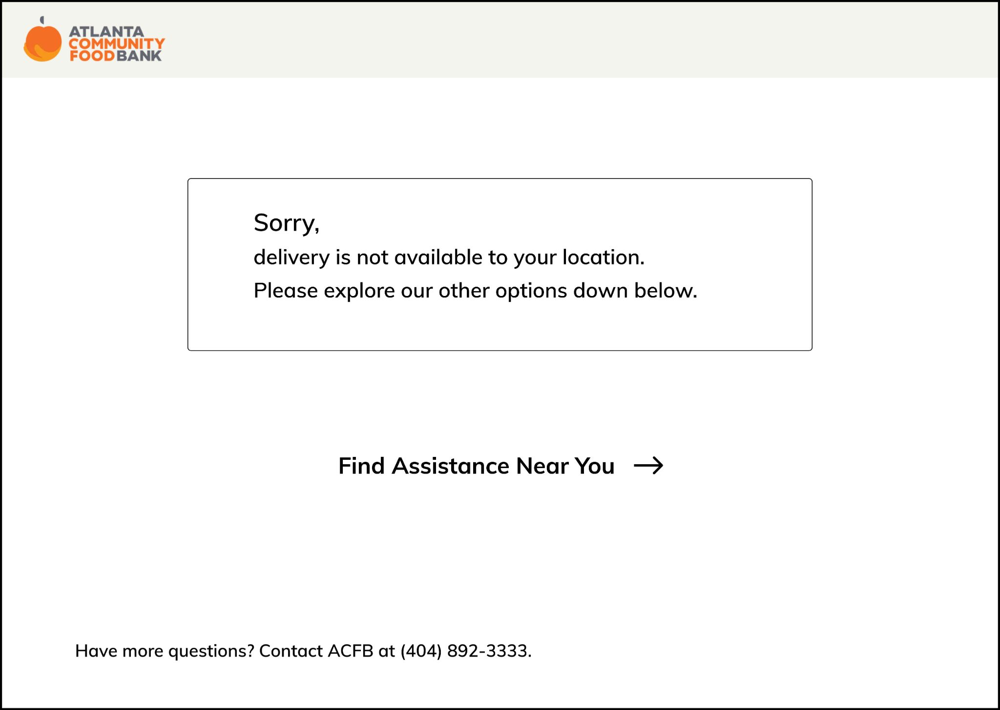 ATLANTA
COMMUNITY
FOODBANK
Sorry,
delivery is not available to your location.
Please explore our other options down below.
Find Assistance Near You
Have more questions? Contact ACFB at (404) 892-3333.